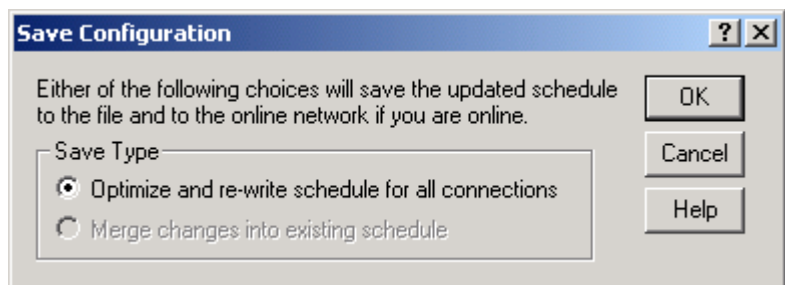 Save Configuration
Either of the following choices will save the updated schedule
to the file and to the online network if you are online.
OK
Save Type
Cancel
Optimize and re-write schedule for all connections
Help
Merge changes into existing schedule